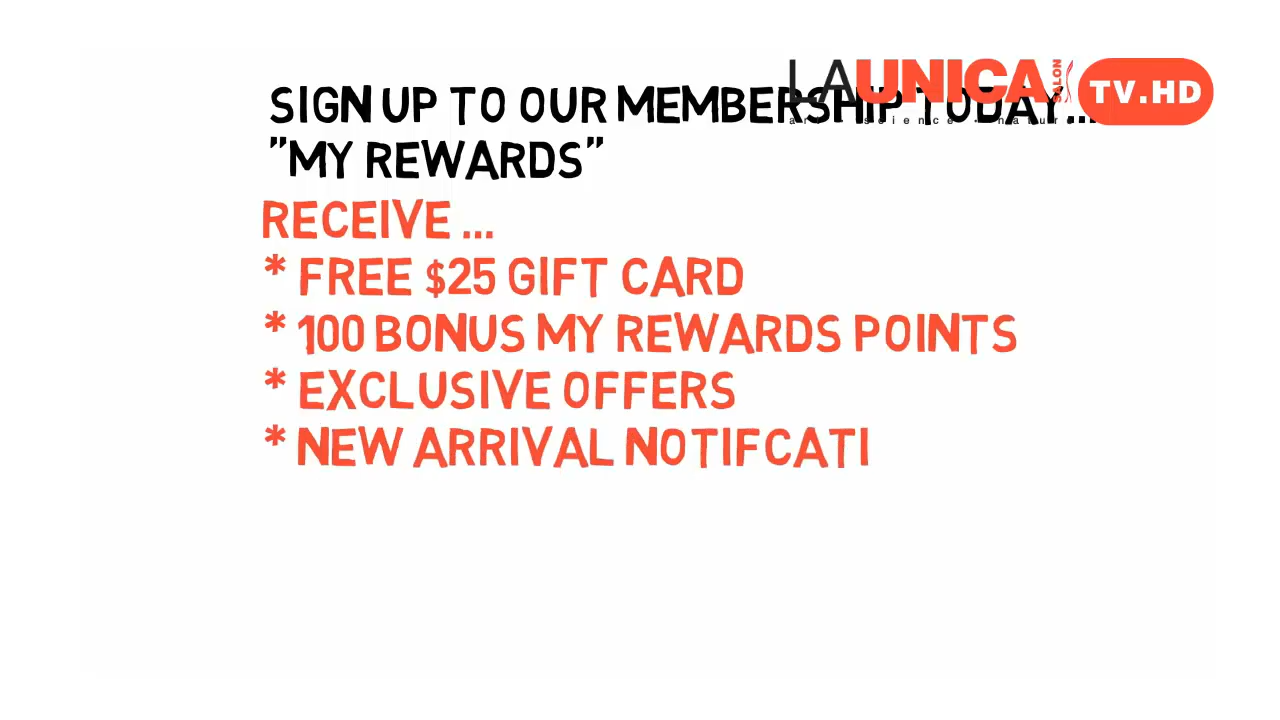 LAUNICA SALON TV.HD
SIGN UP TO OUR MEMBERSHIP TODAY...
"MY REWARDS"
RECEIVE ...
* FREE $25 GIFT CARD
* 100 BONUS MY REWARDS POINTS
* EXCLUSIVE OFFERS
* NEW ARRIVAL NOTIFCATI